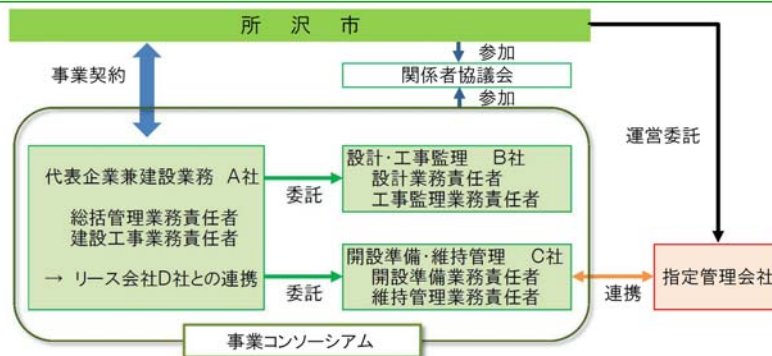 所沢市
事業契約
参加
関係者協議会
参加
運営委託
代表企業兼建設業務 A社
総括管理業務責任者
建設工事業務責任者
→ リース会社D社との連携
委託
設計・工事監理 B社
設計業務責任者
工事監理業務責任者
委託
開設準備・維持管理 C社
開設準備業務責任者
維持管理業務責任者
連携
指定管理会社
事業コンソーシアム